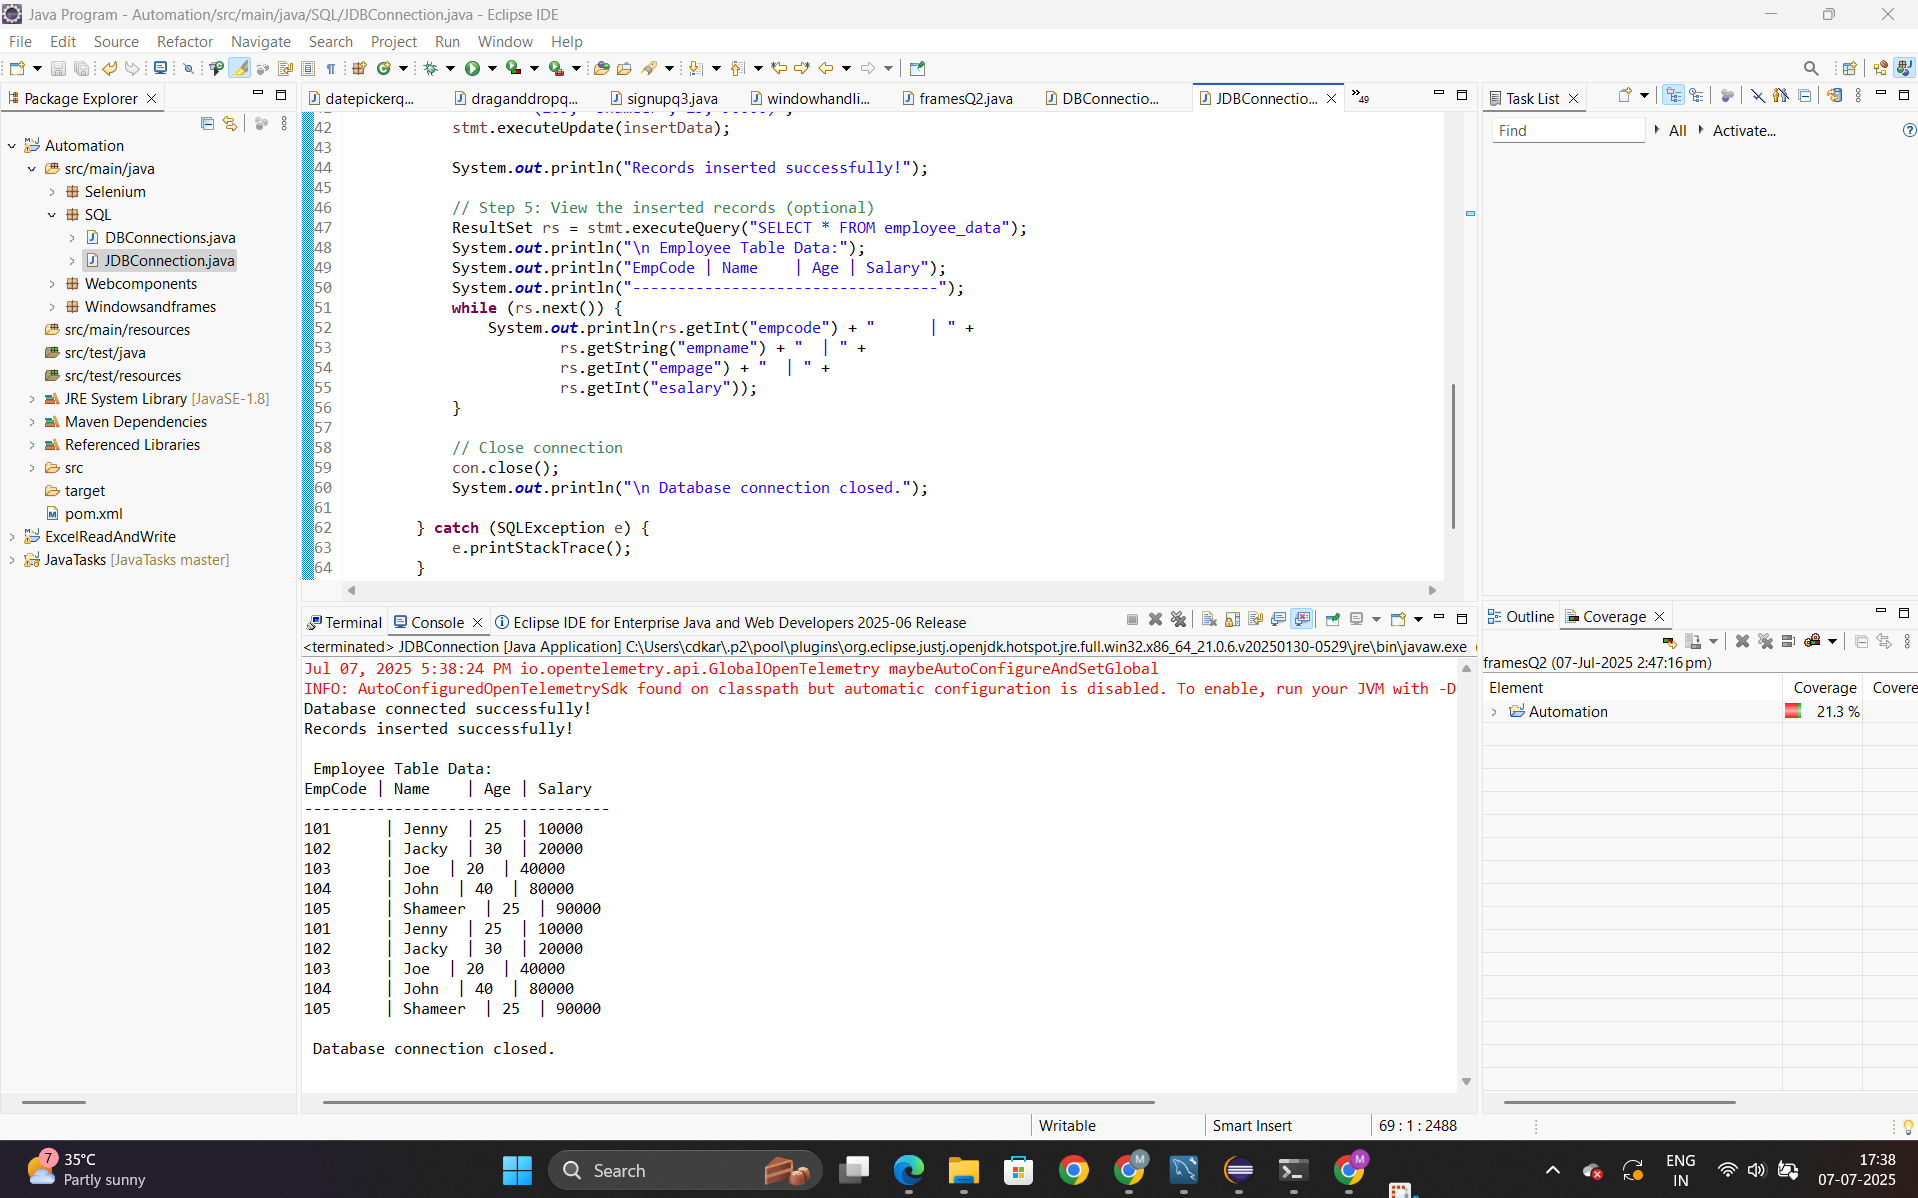 Java Program - Automation/src/main/java/SQL/JDBConnection.java - Eclipse IDE
File Edit Source Refactor Navigate Search Project Run Window Help
Package Explorer
Automation
src/main/java
Selenium
SQL
DBConnections.java
JDBConnection.java
Webcomponents
Windowsandframes
src/main/resources
src/test/java
src/test/resources
JRE System Library [JavaSE-1.8]
Maven Dependencies
Referenced Libraries
src
target
pom.xml
ExcelReadAndWrite
JavaTasks [JavaTasks master]
datepickerq... draganddropq... signupq3.java windowhandli... framesQ2.java DBConnectio... JDBConnectio... »49
42 stmt.executeUpdate(insertData);
43
44 System.out.println("Records inserted successfully!");
45
46 // Step 5: View the inserted records (optional)
47 ResultSet rs = stmt.executeQuery("SELECT * FROM employee_data");
48 System.out.println("\n Employee Table Data:");
49 System.out.println("EmpCode | Name    | Age | Salary");
50 System.out.println("----------------------------------");
51 while (rs.next()) {
52 System.out.println(rs.getInt("empcode") + "      | " +
53 rs.getString("empname") + "  | " +
54 rs.getInt("empage") + "  | " +
55 rs.getInt("esalary"));
56 }
57
58 // Close connection
59 con.close();
60 System.out.println("\n Database connection closed.");
61
62 } catch (SQLException e) {
63 e.printStackTrace();
64 }
Terminal Console Eclipse IDE for Enterprise Java and Web Developers 2025-06 Release
<terminated> JDBConnection [Java Application] C:\Users\cdkar\.p2\pool\plugins\org.eclipse.justj.openjdk.hotspot.jre.full.win32.x86_64_21.0.6.v20250130-0529\jre\bin\javaw.exe
Jul 07, 2025 5:38:24 PM io.opentelemetry.api.GlobalOpenTelemetry maybeAutoConfigureAndSetGlobal
INFO: AutoConfiguredOpenTelemetrySdk found on classpath but automatic configuration is disabled. To enable, run your JVM with -D
Database connected successfully!
Records inserted successfully!
Employee Table Data:
EmpCode | Name    | Age | Salary
----------------------------------
101      | Jenny  | 25  | 10000
102      | Jacky  | 30  | 20000
103      | Joe  | 20  | 40000
104      | John  | 40  | 80000
105      | Shameer  | 25  | 90000
101      | Jenny  | 25  | 10000
102      | Jacky  | 30  | 20000
103      | Joe  | 20  | 40000
104      | John  | 40  | 80000
105      | Shameer  | 25  | 90000
Database connection closed.
Task List
Find All Activate...
Outline Coverage
framesQ2 (07-Jul-2025 2:47:16 pm)
Element Coverage Covere
Automation 21.3 %
Writable Smart Insert 69 : 1 : 2488
7 35°C
Partly sunny
Search
M
M
ENG
IN
17:38
07-07-2025